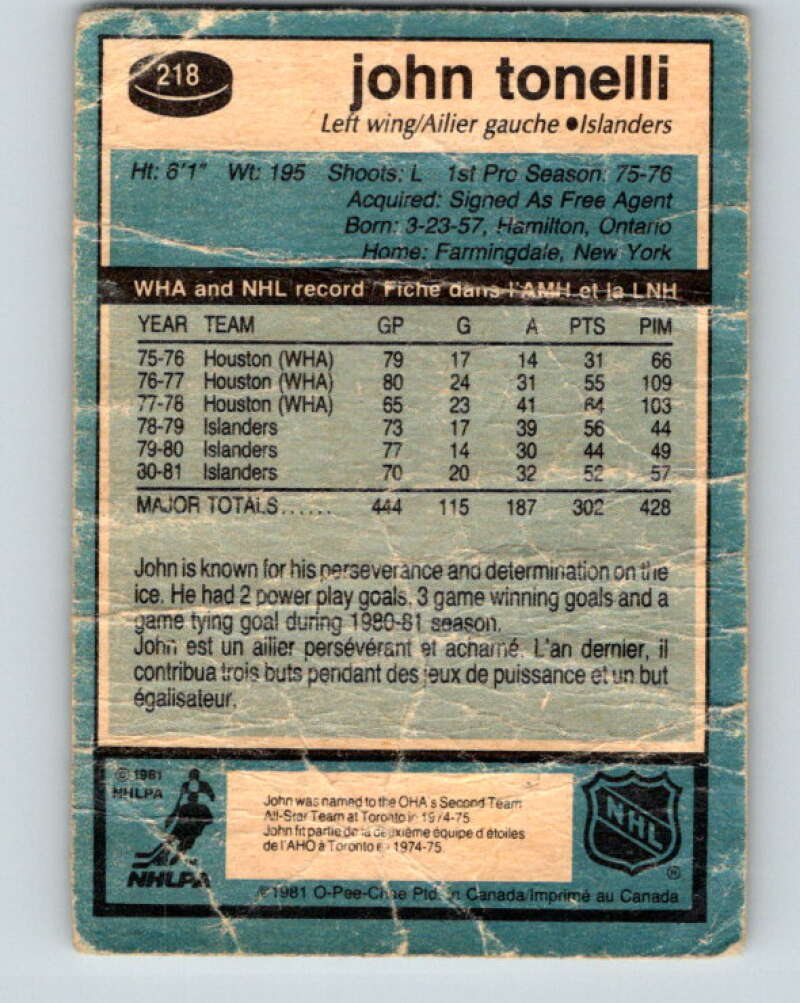 218
john tonelli
Left wing/Ailier gauche ●Islanders
Ht: 6'1" Wt: 195 Shoots: L 1st Pro Season: 75-76
Acquired: Signed As Free Agent
Born: 3-23-57, Hamilton, Ontario
Home: Farmingdale, New York
WHA and NHL record Fiche dans l'AMH et la LNH
YEAR TEAM GP G A PTS PIM
75-76 Houston (WHA) 79 17 14 31 66
76-77 Houston (WHA) 80 24 31 55 109
77-78 Houston (WHA) 65 23 41 64 103
78-79 Islanders 73 17 39 56 44
79-80 Islanders 77 14 30 44 49
80-81 Islanders 70 20 32 52 57
MAJOR TOTALS...... 444 115 187 302 428
John is known for his perseverance and determination on the
ice. He had 2 power play goals, 3 game winning goals and a
game tying goal during 1980-81 season.
John est un ailier persévérant et acharné. L'an dernier, il
contribua trois buts pendant des jeux de puissance et un but
égalisateur.
© 1981
NHLPA
NHLPA
John was named to the OHA's Second Team
All-Star Team at Toronto in 1974-75.
John fit partie de la deuxième équipe d'étoiles
de l'AHO à Toronto en 1974-75.
NHL
®
©1981 O-Pee-Chee Ptd. in Canada/Imprimé au Canada